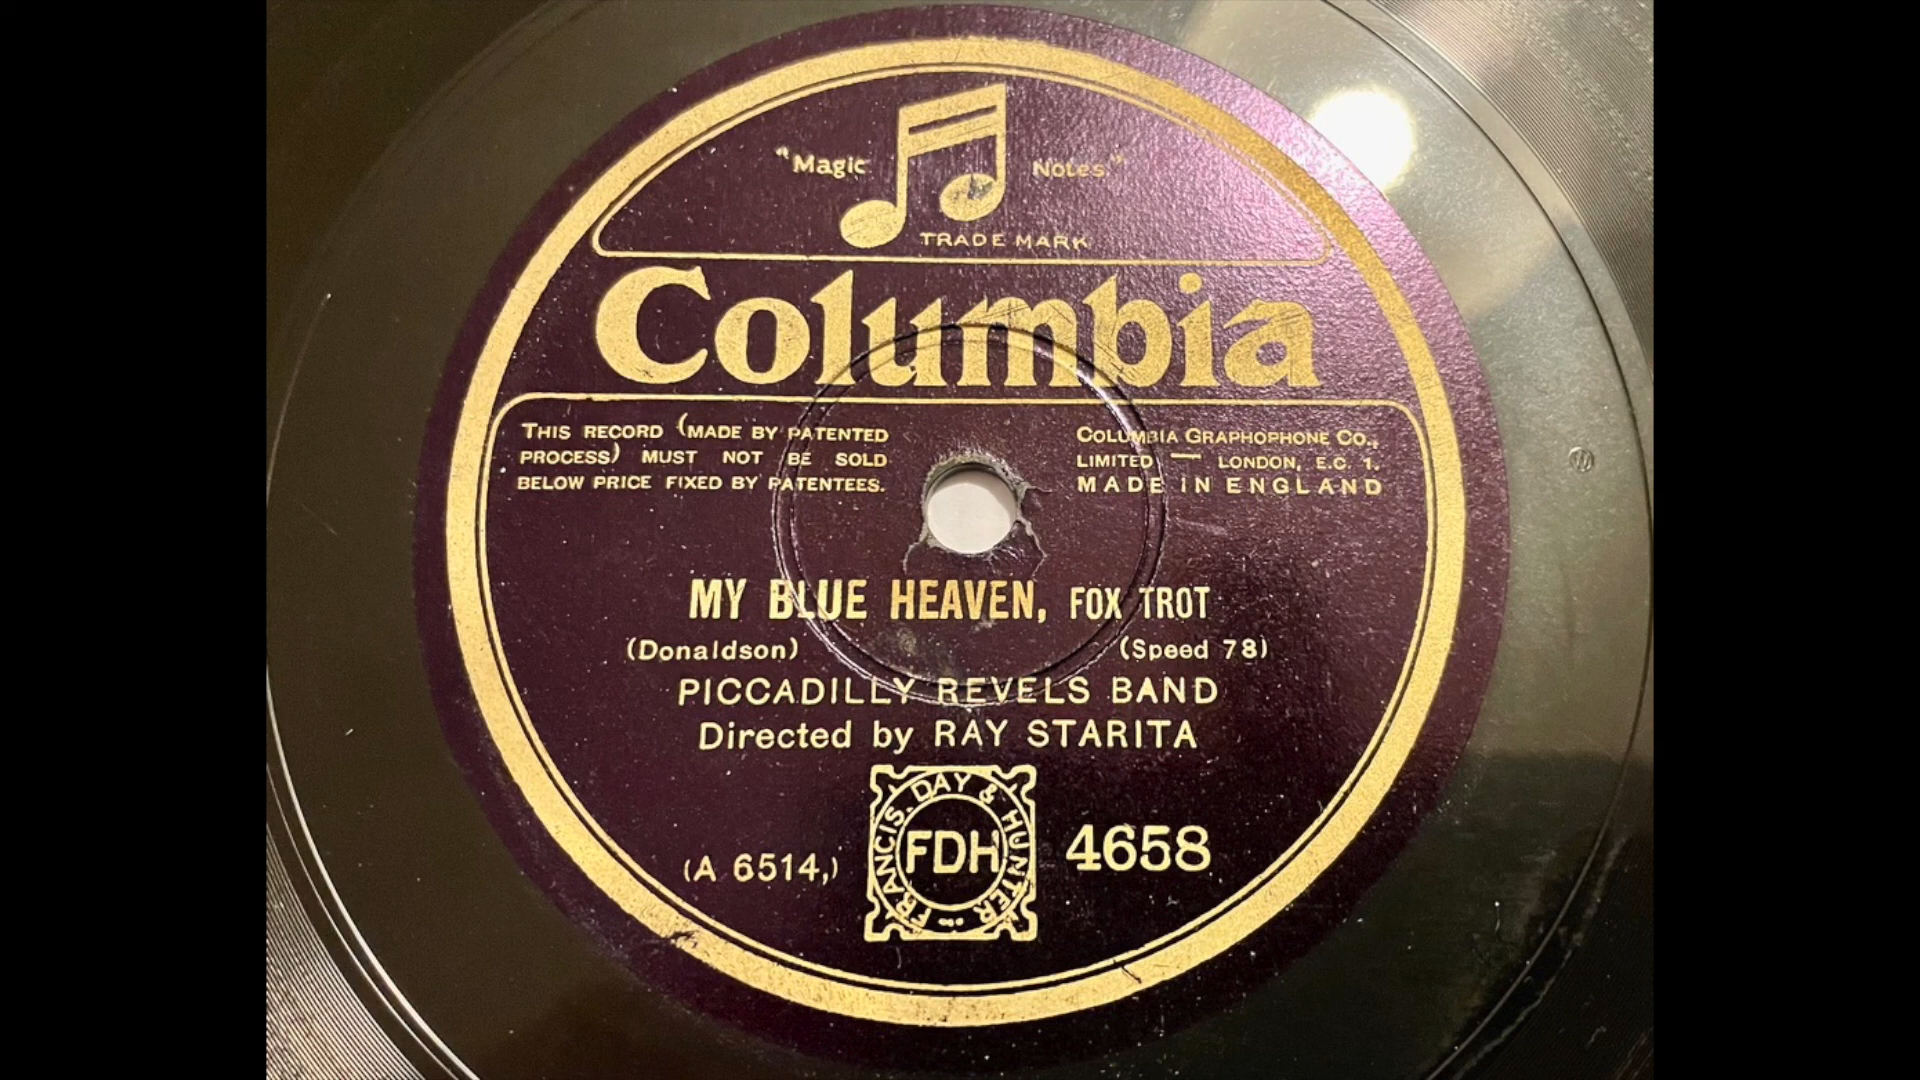 "Magic Notes"
TRADE MARK
Columbia
THIS RECORD (MADE BY PATENTED
PROCESS) MUST NOT BE SOLD
BELOW PRICE FIXED BY PATENTEES.
COLUMBIA GRAPHOPHONE CO.,
LIMITED — LONDON, E.C. 1.
MADE IN ENGLAND
MY BLUE HEAVEN, FOX TROT
(Donaldson) (Speed 78)
PICCADILLY REVELS BAND
Directed by RAY STARITA
FRANCIS, DAY & HUNTER
FDH
(A 6514,) 4658